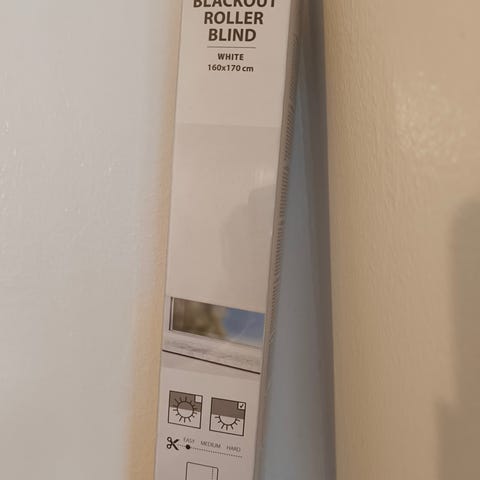 BLACKOUT
ROLLER
BLIND
WHITE
160x170 cm
EASY MEDIUM HARD